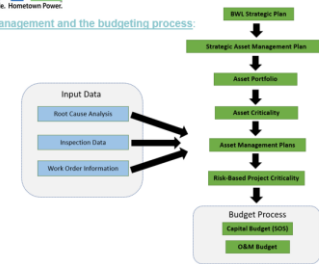 Hometown Power.
anagement and the budgeting process:
BWL Strategic Plan
Strategic Asset Management Plan
Asset Portfolio
Input Data
Root Cause Analysis
Asset Criticality
Inspection Data
Asset Management Plans
Work Order Information
Risk-Based Project Criticality
Budget Process
Capital Budget (SOS)
O&M Budget